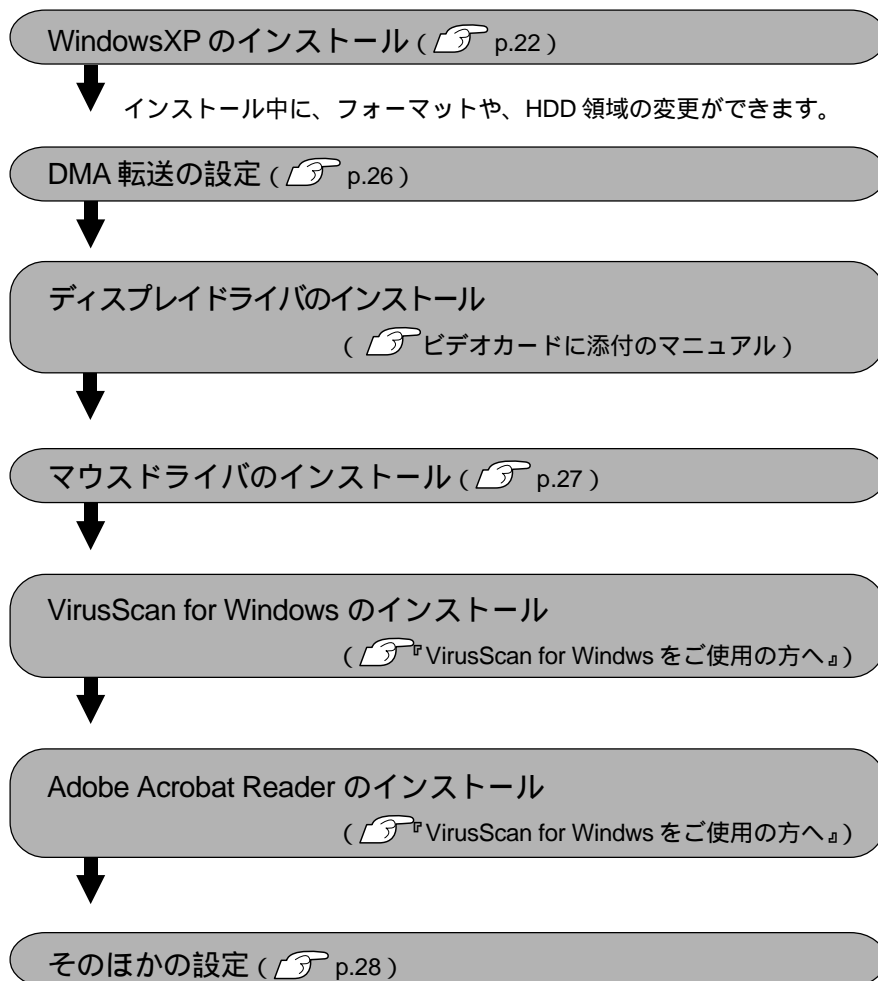 WindowsXP のインストール ( p.22 )
インストール中に、フォーマットや、HDD 領域の変更ができます。
DMA 転送の設定 ( p.26 )
ディスプレイドライバのインストール
( ビデオカードに添付のマニュアル )
マウスドライバのインストール ( p.27 )
VirusScan for Windows のインストール
( 『VirusScan for Windws をご使用の方へ』)
Adobe Acrobat Reader のインストール
( 『VirusScan for Windws をご使用の方へ』)
そのほかの設定 ( p.28 )